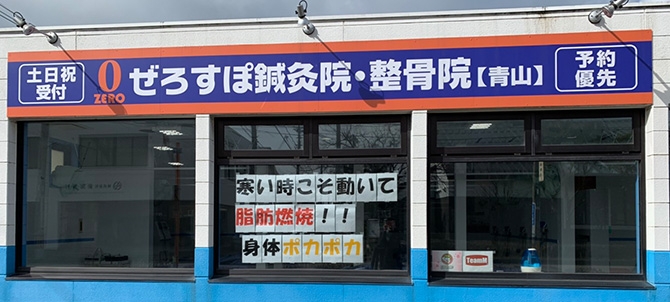 土日祝
受付
0
ZERO
ぜろすぽ鍼灸院・整骨院【青山】
予約
優先
寒い時こそ動いて
脂肪燃焼!!
身体ポカポカ
TeamM